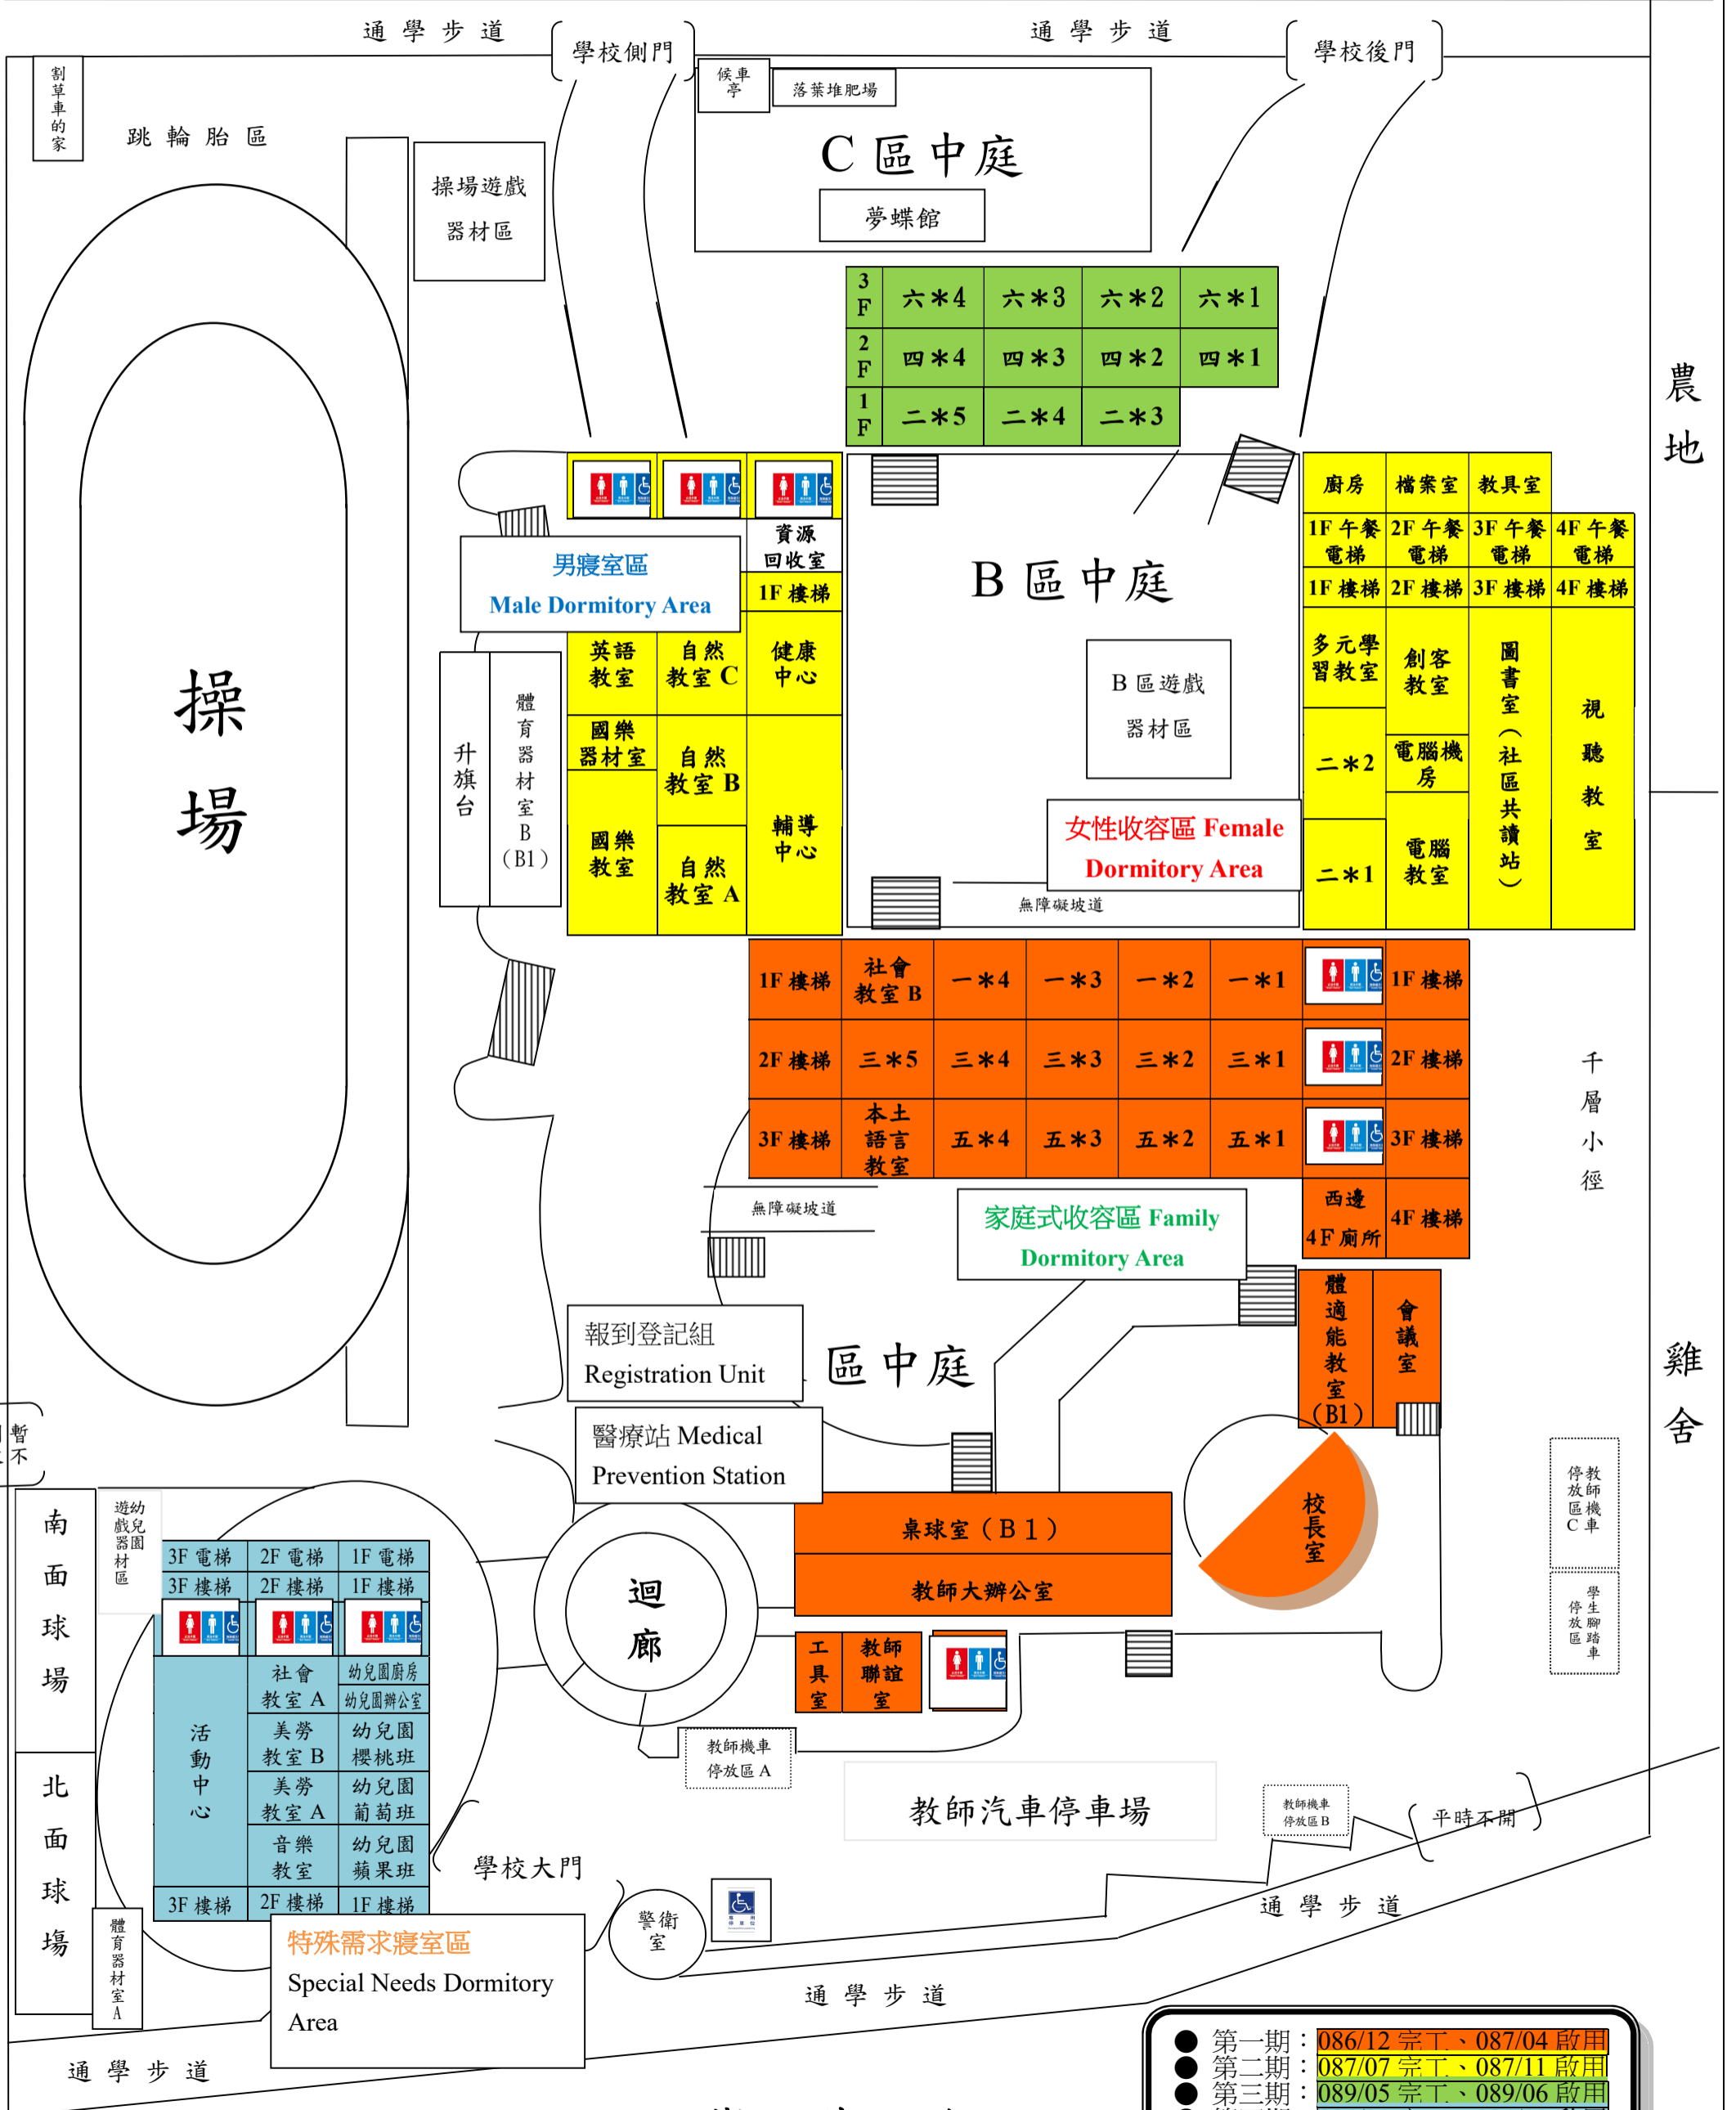 通學步道
通學步道
學校側門
學校後門
割草車的家
跳輪胎區
操場遊戲
器材區
候車
亭
落葉堆肥場
C 區中庭
夢蝶館
3F 六＊4 六＊3 六＊2 六＊1
2F 四＊4 四＊3 四＊2 四＊1
1F 二＊5 二＊4 二＊3
農地
操場
男寢室區
Male Dormitory Area
資源
回收室
1F 樓梯
英語
教室
自然
教室 C
健康
中心
國樂
器材室
自然
教室 B
國樂
教室
自然
教室 A
輔導
中心
升旗台
體育器材室B（B1）
B 區中庭
B 區遊戲
器材區
女性收容區 Female
Dormitory Area
無障礙坡道
廚房 檔案室 教具室
1F 午餐
電梯
2F 午餐
電梯
3F 午餐
電梯
4F 午餐
電梯
1F 樓梯 2F 樓梯 3F 樓梯 4F 樓梯
多元學
習教室
創客
教室
圖書室（社區共讀站）
視聽教室
二＊2
電腦機
房
二＊1
電腦
教室
1F 樓梯
社會
教室 B
一＊4 一＊3 一＊2 一＊1 1F 樓梯
2F 樓梯 三＊5 三＊4 三＊3 三＊2 三＊1 2F 樓梯
3F 樓梯
本土
語言
教室
五＊4 五＊3 五＊2 五＊1 3F 樓梯
西邊
4F 廁所
4F 樓梯
千層小徑
無障礙坡道
家庭式收容區 Family
Dormitory Area
報到登記組
Registration Unit
區中庭
體適能教室（B1）
會議室
雞舍
醫療站 Medical
Prevention Station
暫
不
南面球場
幼兒園
遊戲器材區
3F 電梯 2F 電梯 1F 電梯
3F 樓梯 2F 樓梯 1F 樓梯
活動中心
社會
教室 A
幼兒園廚房
幼兒園辦公室
美勞
教室 B
幼兒園
櫻桃班
美勞
教室 A
幼兒園
葡萄班
音樂
教室
幼兒園
蘋果班
3F 樓梯 2F 樓梯 1F 樓梯
迴廊
桌球室（B１）
教師大辦公室
校長室
工具室
教師
聯誼
室
教師機車
停放區 C
學生腳踏車
停放區
教師機車
停放區 A
教師汽車停車場
教師機車
停放區 B
平時不開
北面球場
體育器材室A
學校大門
警衛
室
特殊需求寢室區
Special Needs Dormitory
Area
通學步道
通學步道
通學步道
● 第一期：086/12 完工、087/04 啟用
● 第二期：087/07 完工、087/11 啟用
● 第三期：089/05 完工、089/06 啟用